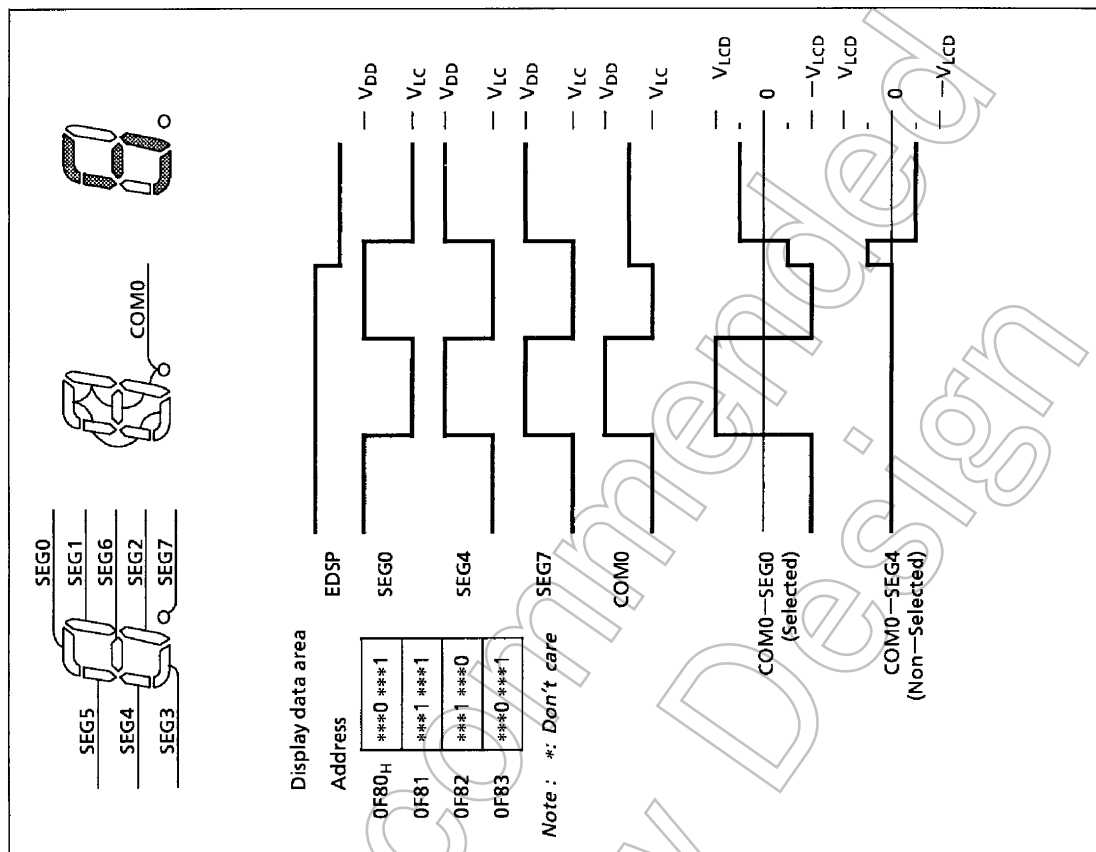 SEG0
SEG1
SEG6
SEG2
SEG7
SEG5
SEG4
SEG3
COM0
Display data area
Address
0F80H ***0 ***1
0F81 ***1 ***1
0F82 ***1 ***0
0F83 ***0 ***1
Note : *: Don't care
EDSP
SEG0
VDD
VLC
SEG4
VDD
VLC
SEG7
VDD
VLC
COM0
VDD
VLC
COM0—SEG0
(Selected)
VLCD
0
—VLCD
COM0—SEG4
(Non—Selected)
VLCD
0
—VLCD
commended
Design